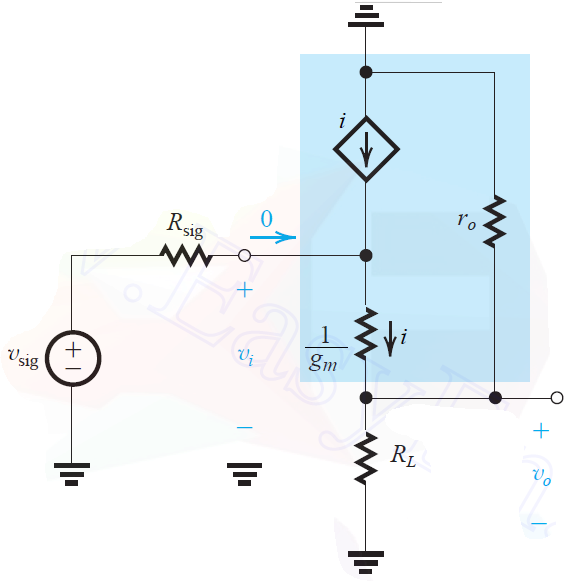 i
r_o
R_sig
0
+
1/g_m
i
v_sig
+
−
v_i
−
R_L
+
v_o
−